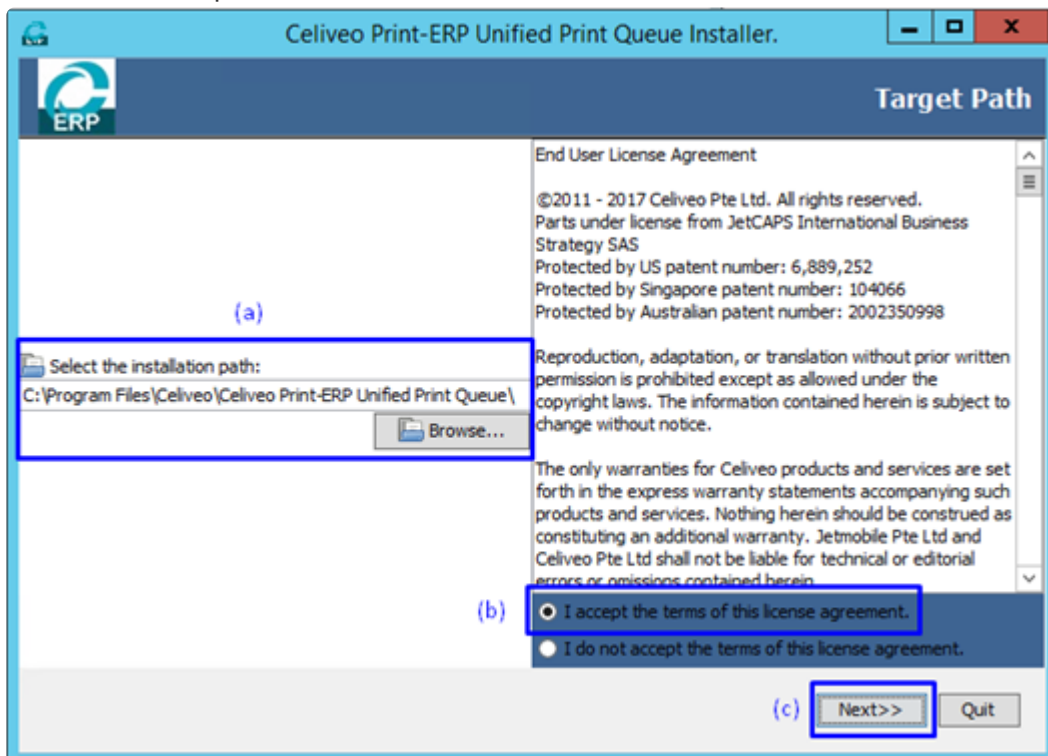 Celiveo Print-ERP Unified Print Queue Installer.
ERP
Target Path
(a)
Select the installation path:
C:\Program Files\Celiveo\Celiveo Print-ERP Unified Print Queue\
Browse...
End User License Agreement
©2011 - 2017 Celiveo Pte Ltd. All rights reserved.
Parts under license from JetCAPS International Business
Strategy SAS
Protected by US patent number: 6,889,252
Protected by Singapore patent number: 104066
Protected by Australian patent number: 2002350998
Reproduction, adaptation, or translation without prior written
permission is prohibited except as allowed under the
copyright laws. The information contained herein is subject to
change without notice.
The only warranties for Celiveo products and services are set
forth in the express warranty statements accompanying such
products and services. Nothing herein should be construed as
constituting an additional warranty. Jetmobile Pte Ltd and
Celiveo Pte Ltd shall not be liable for technical or editorial
errors or omissions contained herein
(b)
I accept the terms of this license agreement.
I do not accept the terms of this license agreement.
(c)
Next>>
Quit